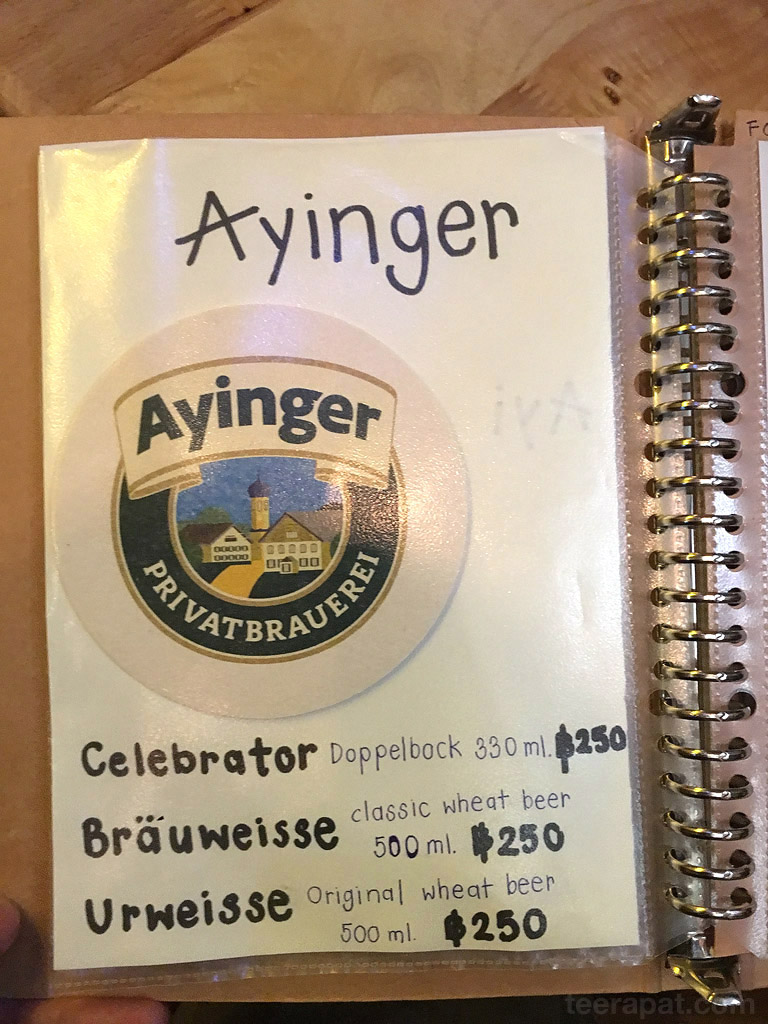 FO
Ayinger
Ayinger
PRIVATBRAUEREI
Celebrator Doppelbock 330 ml. ฿250
Bräuweisse classic wheat beer
500 ml. ฿250
Urweisse Original wheat beer
500 ml. ฿250
teerapat.com